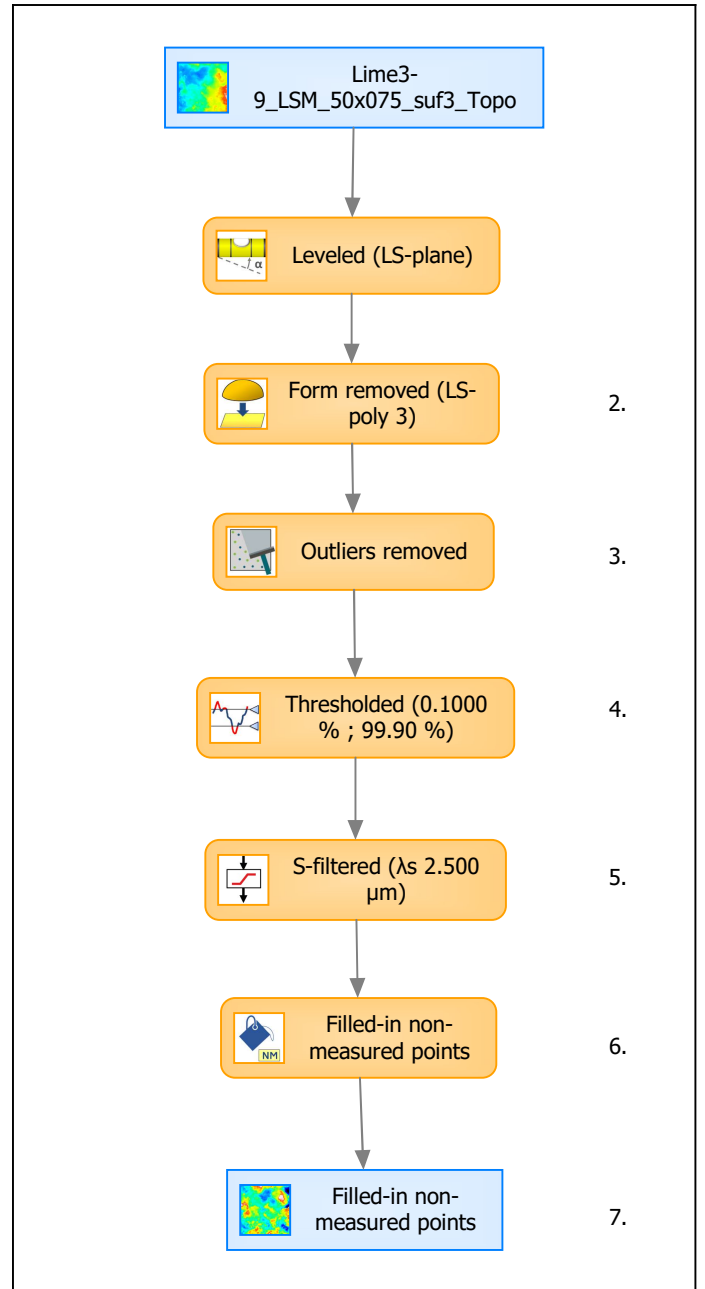 Lime3-
9_LSM_50x075_suf3_Topo
α
Leveled (LS-plane)
Form removed (LS-
poly 3)
2.
Outliers removed
3.
Thresholded (0.1000
% ; 99.90 %)
4.
S-filtered (λs 2.500
µm)
5.
NM
Filled-in non-
measured points
6.
Filled-in non-
measured points
7.